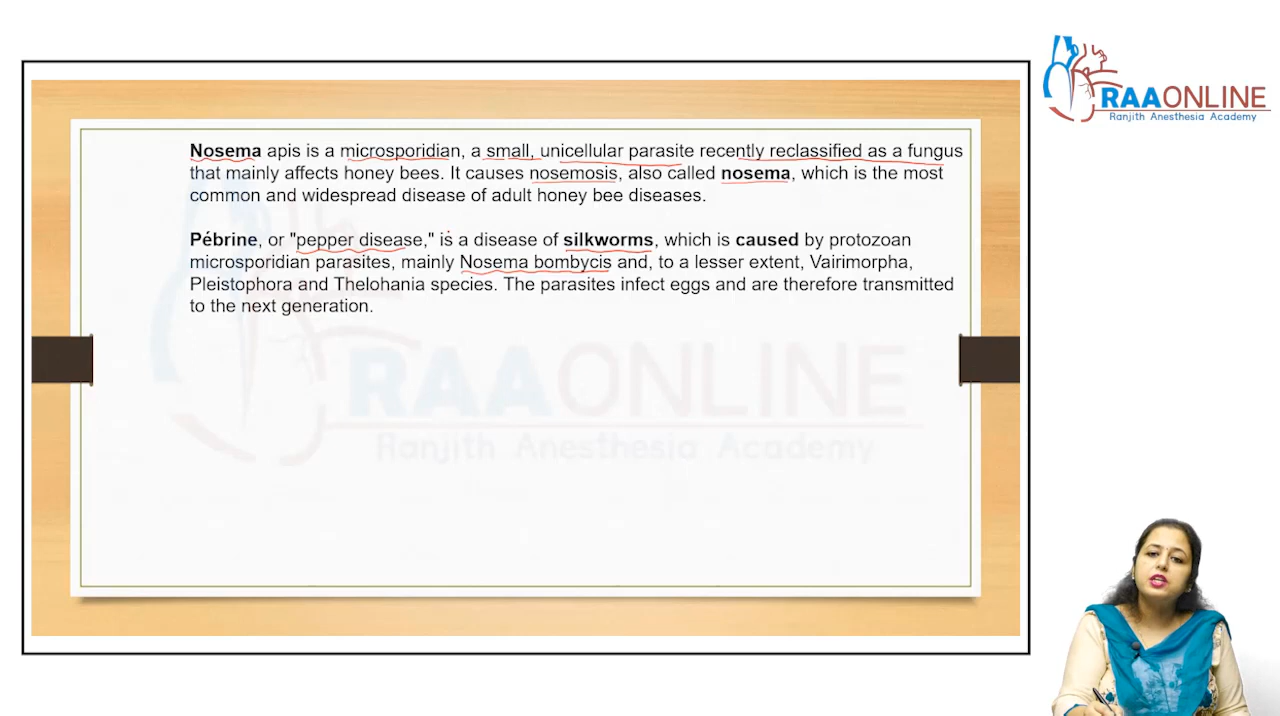 RAAONLINE
Ranjith Anesthesia Academy
Nosema apis is a microsporidian, a small, unicellular parasite recently reclassified as a fungus
that mainly affects honey bees. It causes nosemosis, also called nosema, which is the most
common and widespread disease of adult honey bee diseases.
Pébrine, or "pepper disease," is a disease of silkworms, which is caused by protozoan
microsporidian parasites, mainly Nosema bombycis and, to a lesser extent, Vairimorpha,
Pleistophora and Thelohania species. The parasites infect eggs and are therefore transmitted
to the next generation.
RAAONLINE
Ranjith Anesthesia Academy